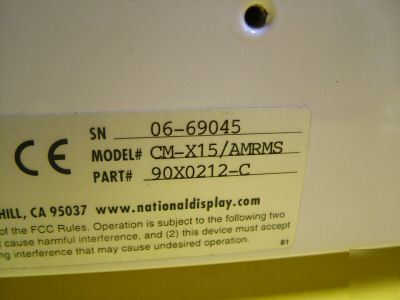 SN 06-69045
CE MODEL# CM-X15/AMRMS
PART# 90X0212-C
HILL, CA 95037 www.nationaldisplay.com
of the FCC Rules. Operation is subject to the following two
t cause harmful interference, and (2) this device must accept
ng interference that may cause undesired operation.
81